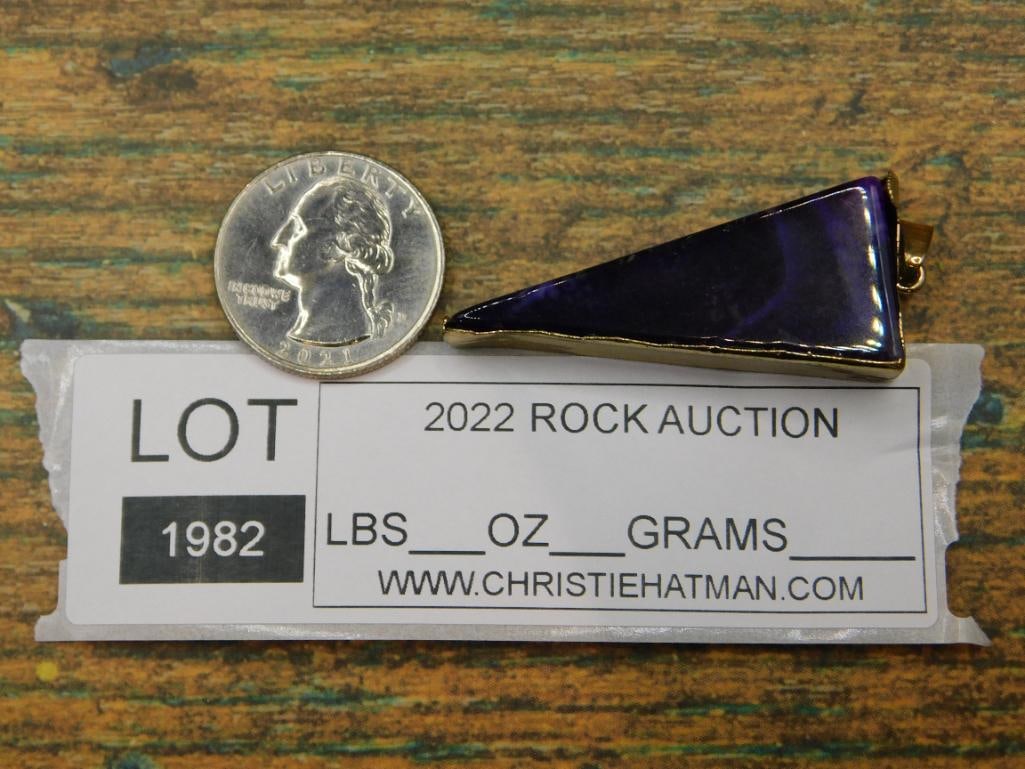 LIBERTY
IN GOD WE
TRUST
2021
LOT
1982
2022 ROCK AUCTION
LBS___OZ___GRAMS_____
WWW.CHRISTIEHATMAN.COM